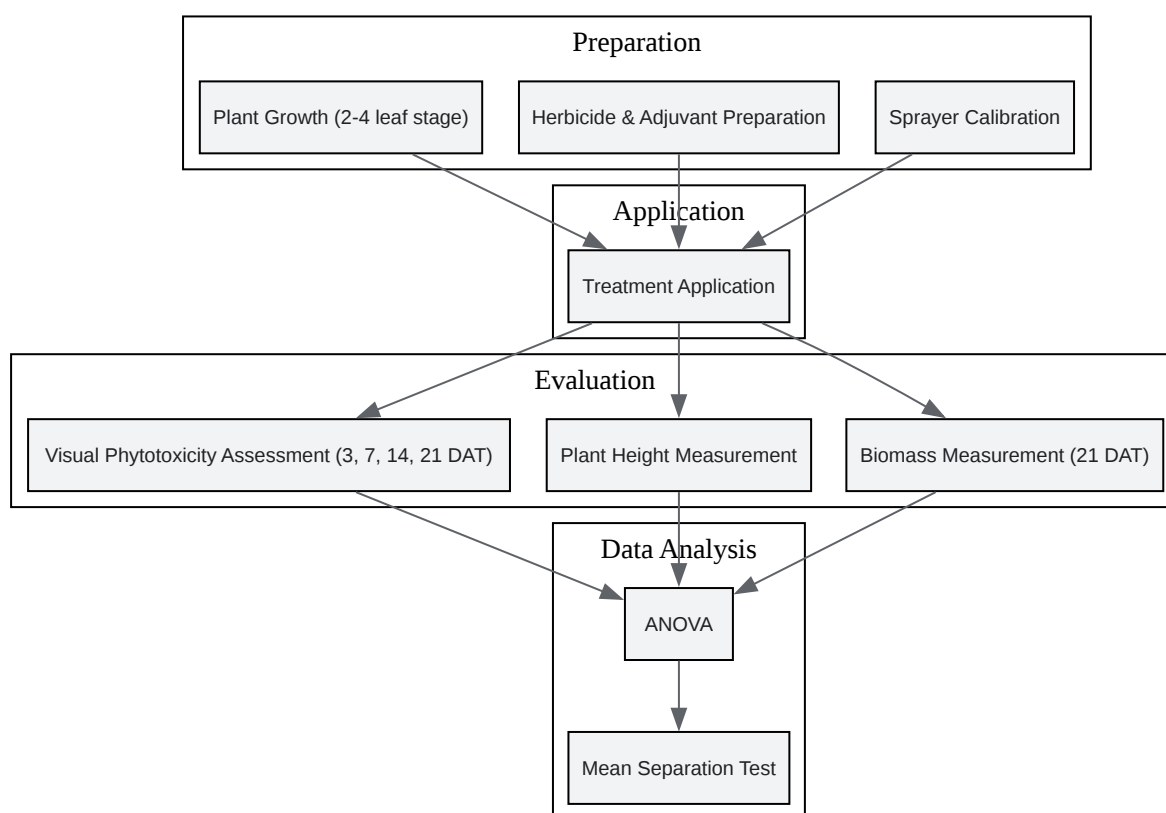 Preparation
Plant Growth (2-4 leaf stage)
Herbicide & Adjuvant Preparation
Sprayer Calibration
Application
Treatment Application
Evaluation
Visual Phytotoxicity Assessment (3, 7, 14, 21 DAT)
Plant Height Measurement
Biomass Measurement (21 DAT)
Data Analysis
ANOVA
Mean Separation Test